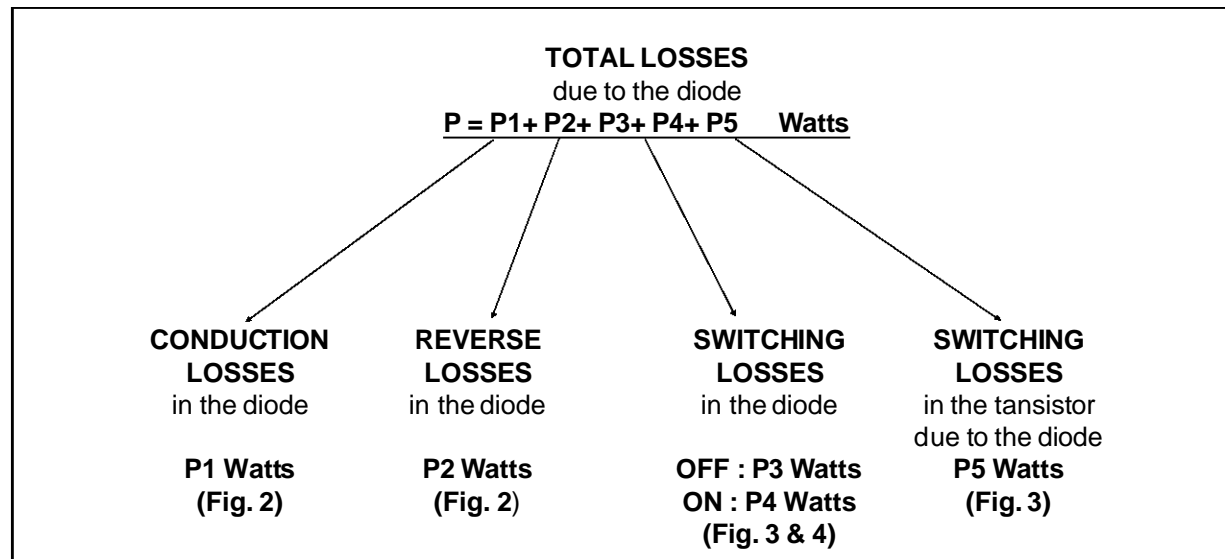 TOTAL LOSSES
due to the diode
P = P1+ P2+ P3+ P4+ P5 Watts
CONDUCTION
LOSSES
in the diode
P1 Watts
(Fig. 2)
REVERSE
LOSSES
in the diode
P2 Watts
(Fig. 2)
SWITCHING
LOSSES
in the diode
OFF : P3 Watts
ON : P4 Watts
(Fig. 3 & 4)
SWITCHING
LOSSES
in the tansistor
due to the diode
P5 Watts
(Fig. 3)